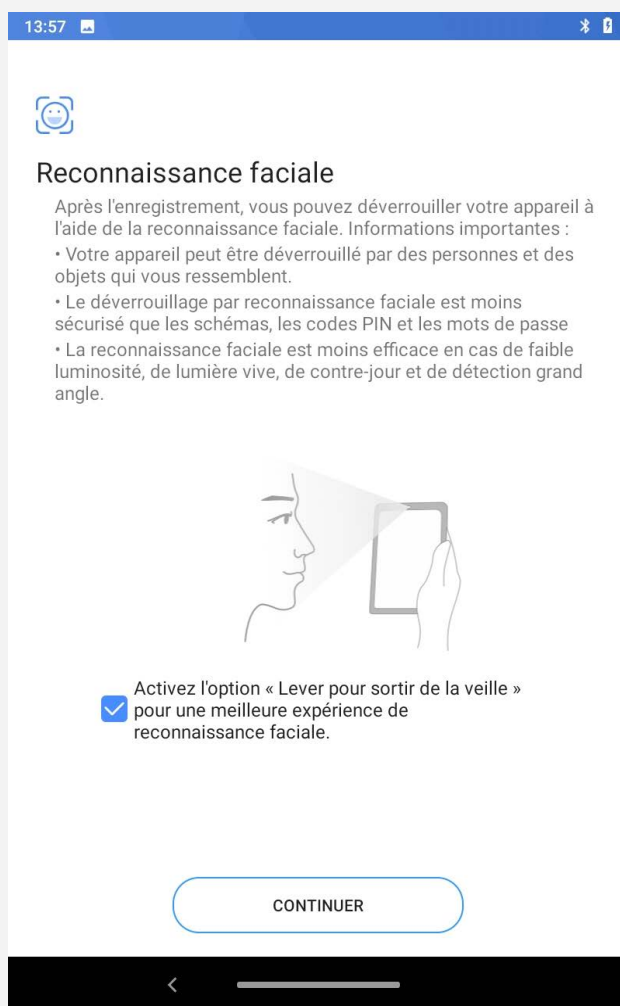 13:57
Reconnaissance faciale
Après l'enregistrement, vous pouvez déverrouiller votre appareil à
l'aide de la reconnaissance faciale. Informations importantes :
• Votre appareil peut être déverrouillé par des personnes et des
objets qui vous ressemblent.
• Le déverrouillage par reconnaissance faciale est moins
sécurisé que les schémas, les codes PIN et les mots de passe
• La reconnaissance faciale est moins efficace en cas de faible
luminosité, de lumière vive, de contre-jour et de détection grand
angle.
Activez l'option « Lever pour sortir de la veille »
pour une meilleure expérience de
reconnaissance faciale.
CONTINUER